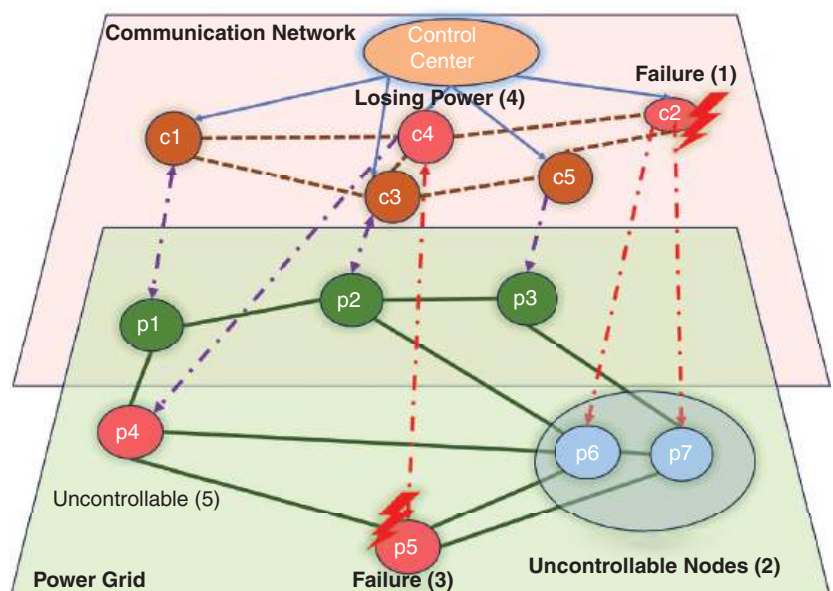 Communication Network
Control
Center
Failure (1)
Losing Power (4)
c2
c1
c4
c3
c5
p1
p2
p3
p4
p6
p7
Uncontrollable (5)
p5
Power Grid
Failure (3)
Uncontrollable Nodes (2)